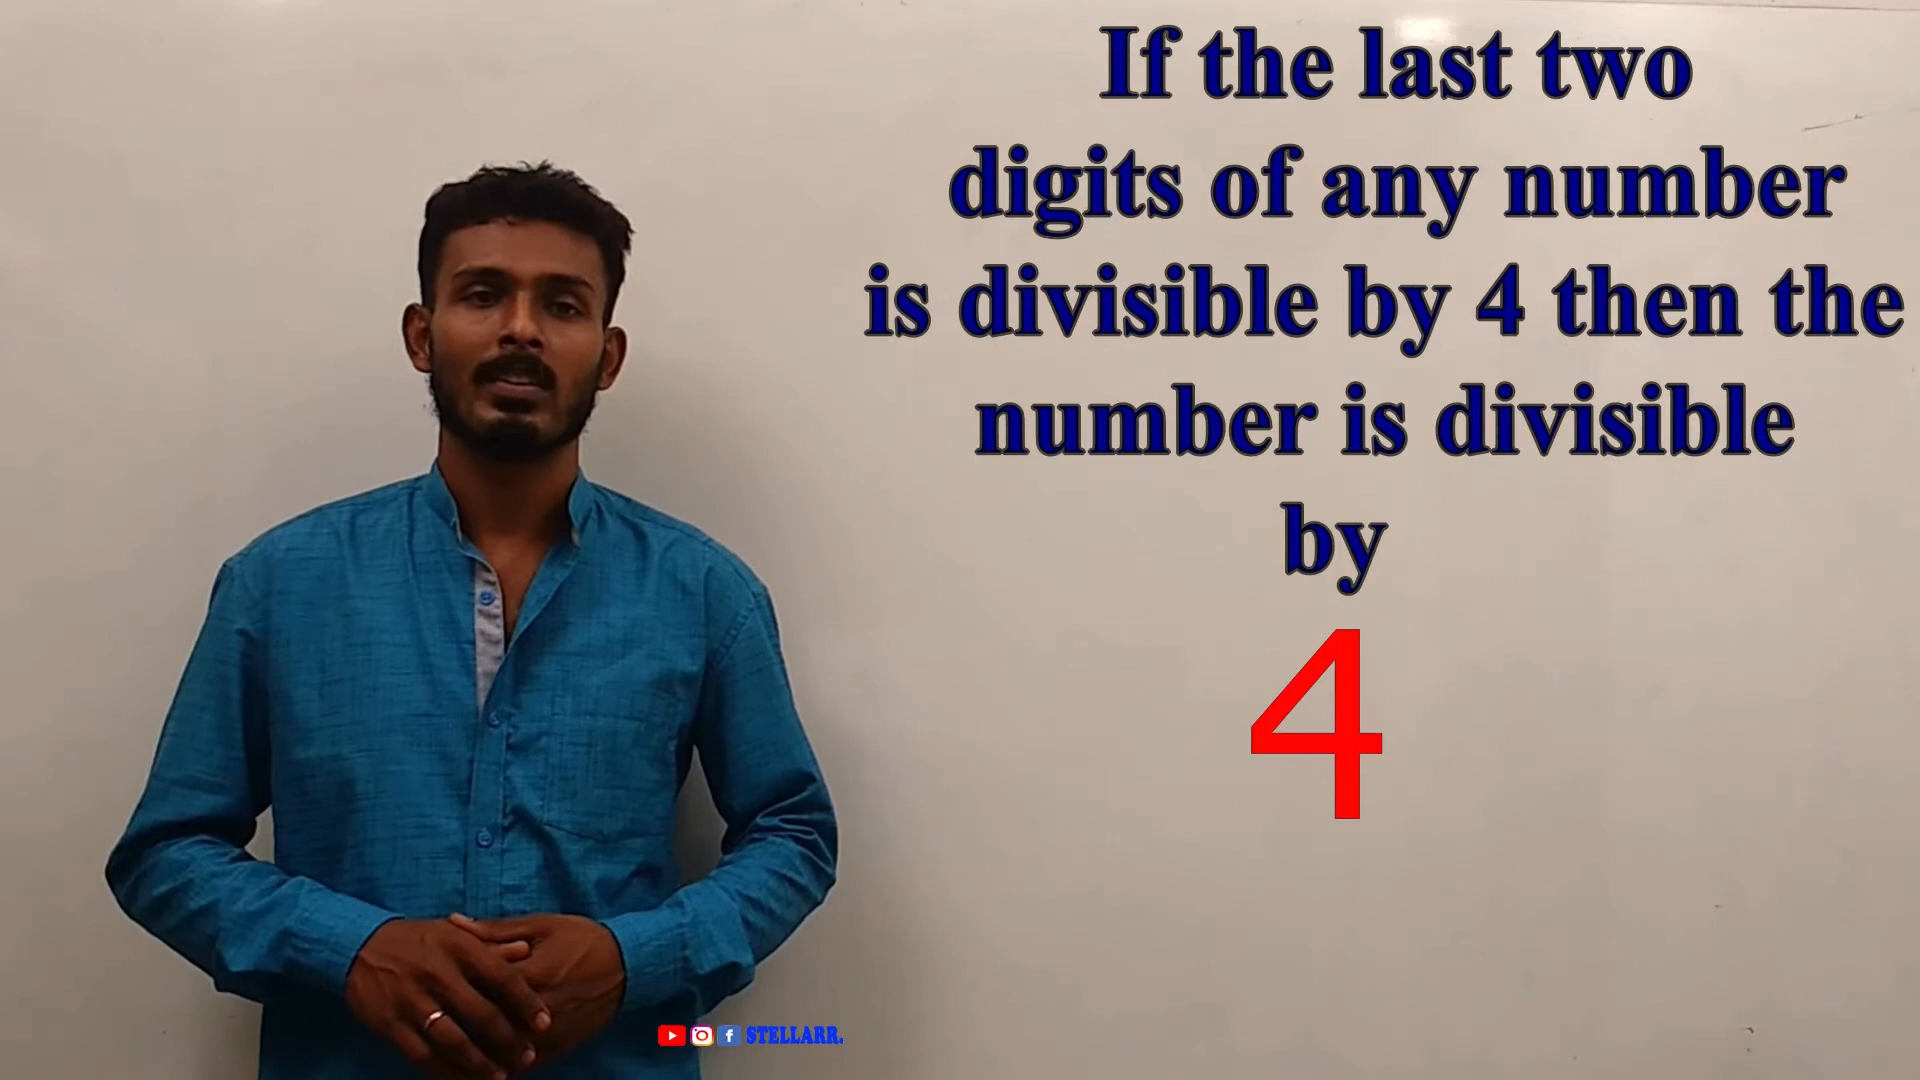 If the last two
digits of any number
is divisible by 4 then the
number is divisible
by
4
STELLARR.